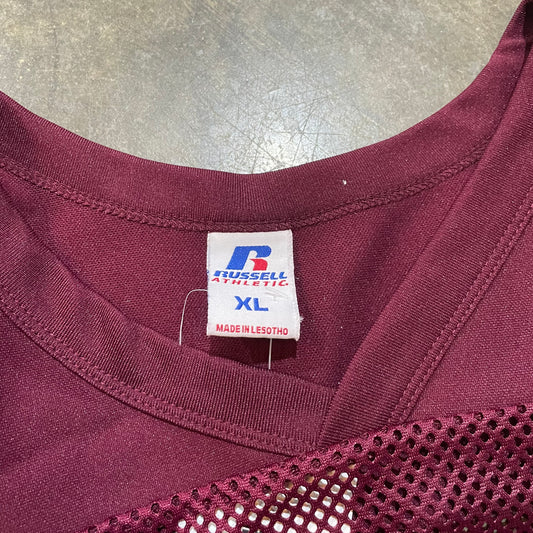 R
RUSSELL
ATHLETIC
XL
MADE IN LESOTHO